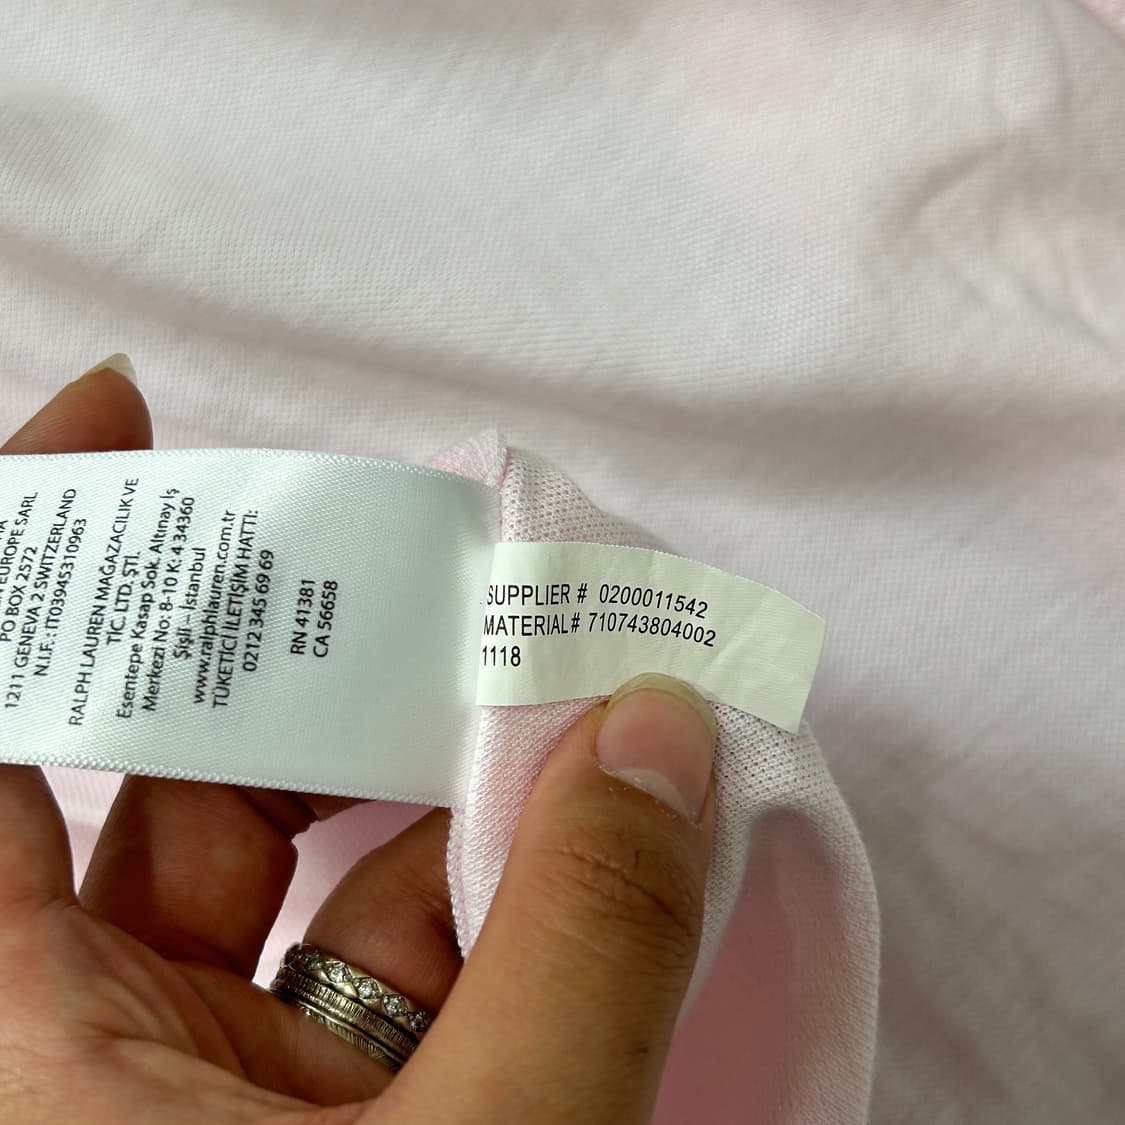 EUROPE SARL
PO BOX 2572
1211 GENEVA 2 SWITZERLAND
N.I.F.: IT03945310963
RALPH LAUREN MAĞAZACILIK VE
TİC. LTD. ŞTİ.
Esentepe Kasap Sok. Altınay İş
Merkezi No: 8-10 K:4 34360
Şişli – İstanbul
www.ralphlauren.com.tr
TÜKETİCİ İLETİŞİM HATTI:
0212 345 69 69
RN 41381
CA 56658
SUPPLIER # 0200011542
MATERIAL# 710743804002
1118